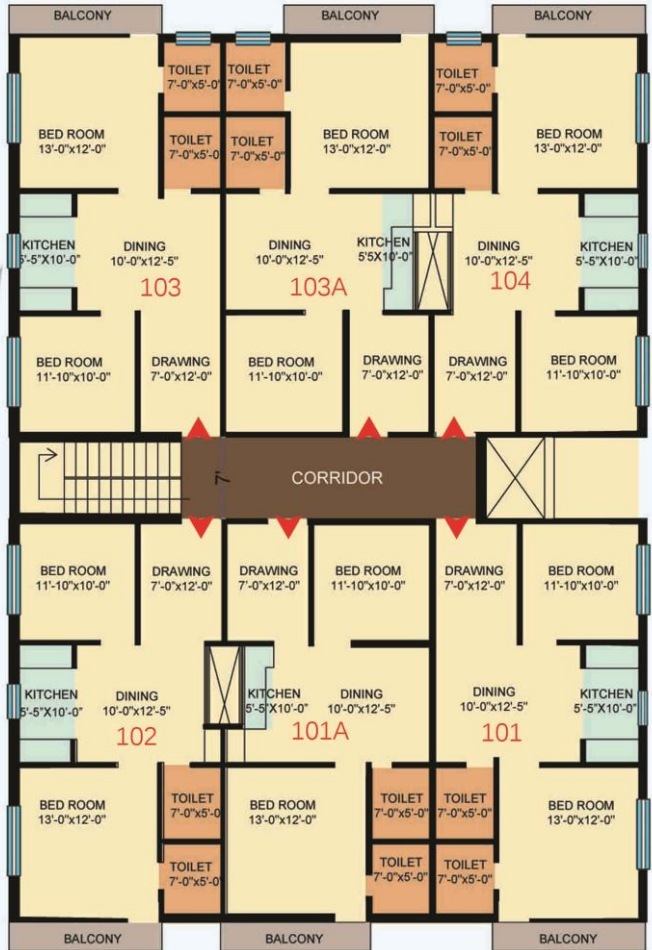 BALCONY
BALCONY
BALCONY
TOILET
7'-0"x5'-0"
TOILET
7'-0"x5'-0"
TOILET
7'-0"x5'-0"
BED ROOM
13'-0"x12'-0"
BED ROOM
13'-0"x12'-0"
BED ROOM
13'-0"x12'-0"
TOILET
7'-0"x5'-0
TOILET
7'-0"x5'-0"
TOILET
7'-0"x5'-0
KITCHEN
5'-5"X10'-0"
DINING
10'-0"x12'-5"
103
DINING
10'-0"x12'-5"
103A
KITCHEN
5'5X10'-0"
DINING
10'-0"x12'-5"
104
KITCHEN
5'-5"X10'-0"
BED ROOM
11'-10"x10'-0"
DRAWING
7'-0"x12'-0"
BED ROOM
11'-10"x10'-0"
DRAWING
7'-0"x12'-0"
DRAWING
7'-0"x12'-0"
BED ROOM
11'-10"x10'-0"
7'
CORRIDOR
BED ROOM
11'-10"x10'-0"
DRAWING
7'-0"x12'-0"
DRAWING
7'-0"x12'-0"
BED ROOM
11'-10"x10'-0"
DRAWING
7'-0"x12'-0"
BED ROOM
11'-10"x10'-0"
KITCHEN
5'-5"X10'-0"
DINING
10'-0"x12'-5"
102
KITCHEN
5'-5"X10'-0"
DINING
10'-0"x12'-5"
101A
DINING
10'-0"x12'-5"
101
KITCHEN
5'-5"X10'-0"
BED ROOM
13'-0"x12'-0"
TOILET
7'-0"x5'-0
BED ROOM
13'-0"x12'-0"
TOILET
7'-0"x5'-0"
TOILET
7'-0"x5'-0"
BED ROOM
13'-0"x12'-0"
TOILET
7'-0"x5'-0"
TOILET
7'-0"x5'-0"
TOILET
7'-0"x5'-0"
BALCONY
BALCONY
BALCONY